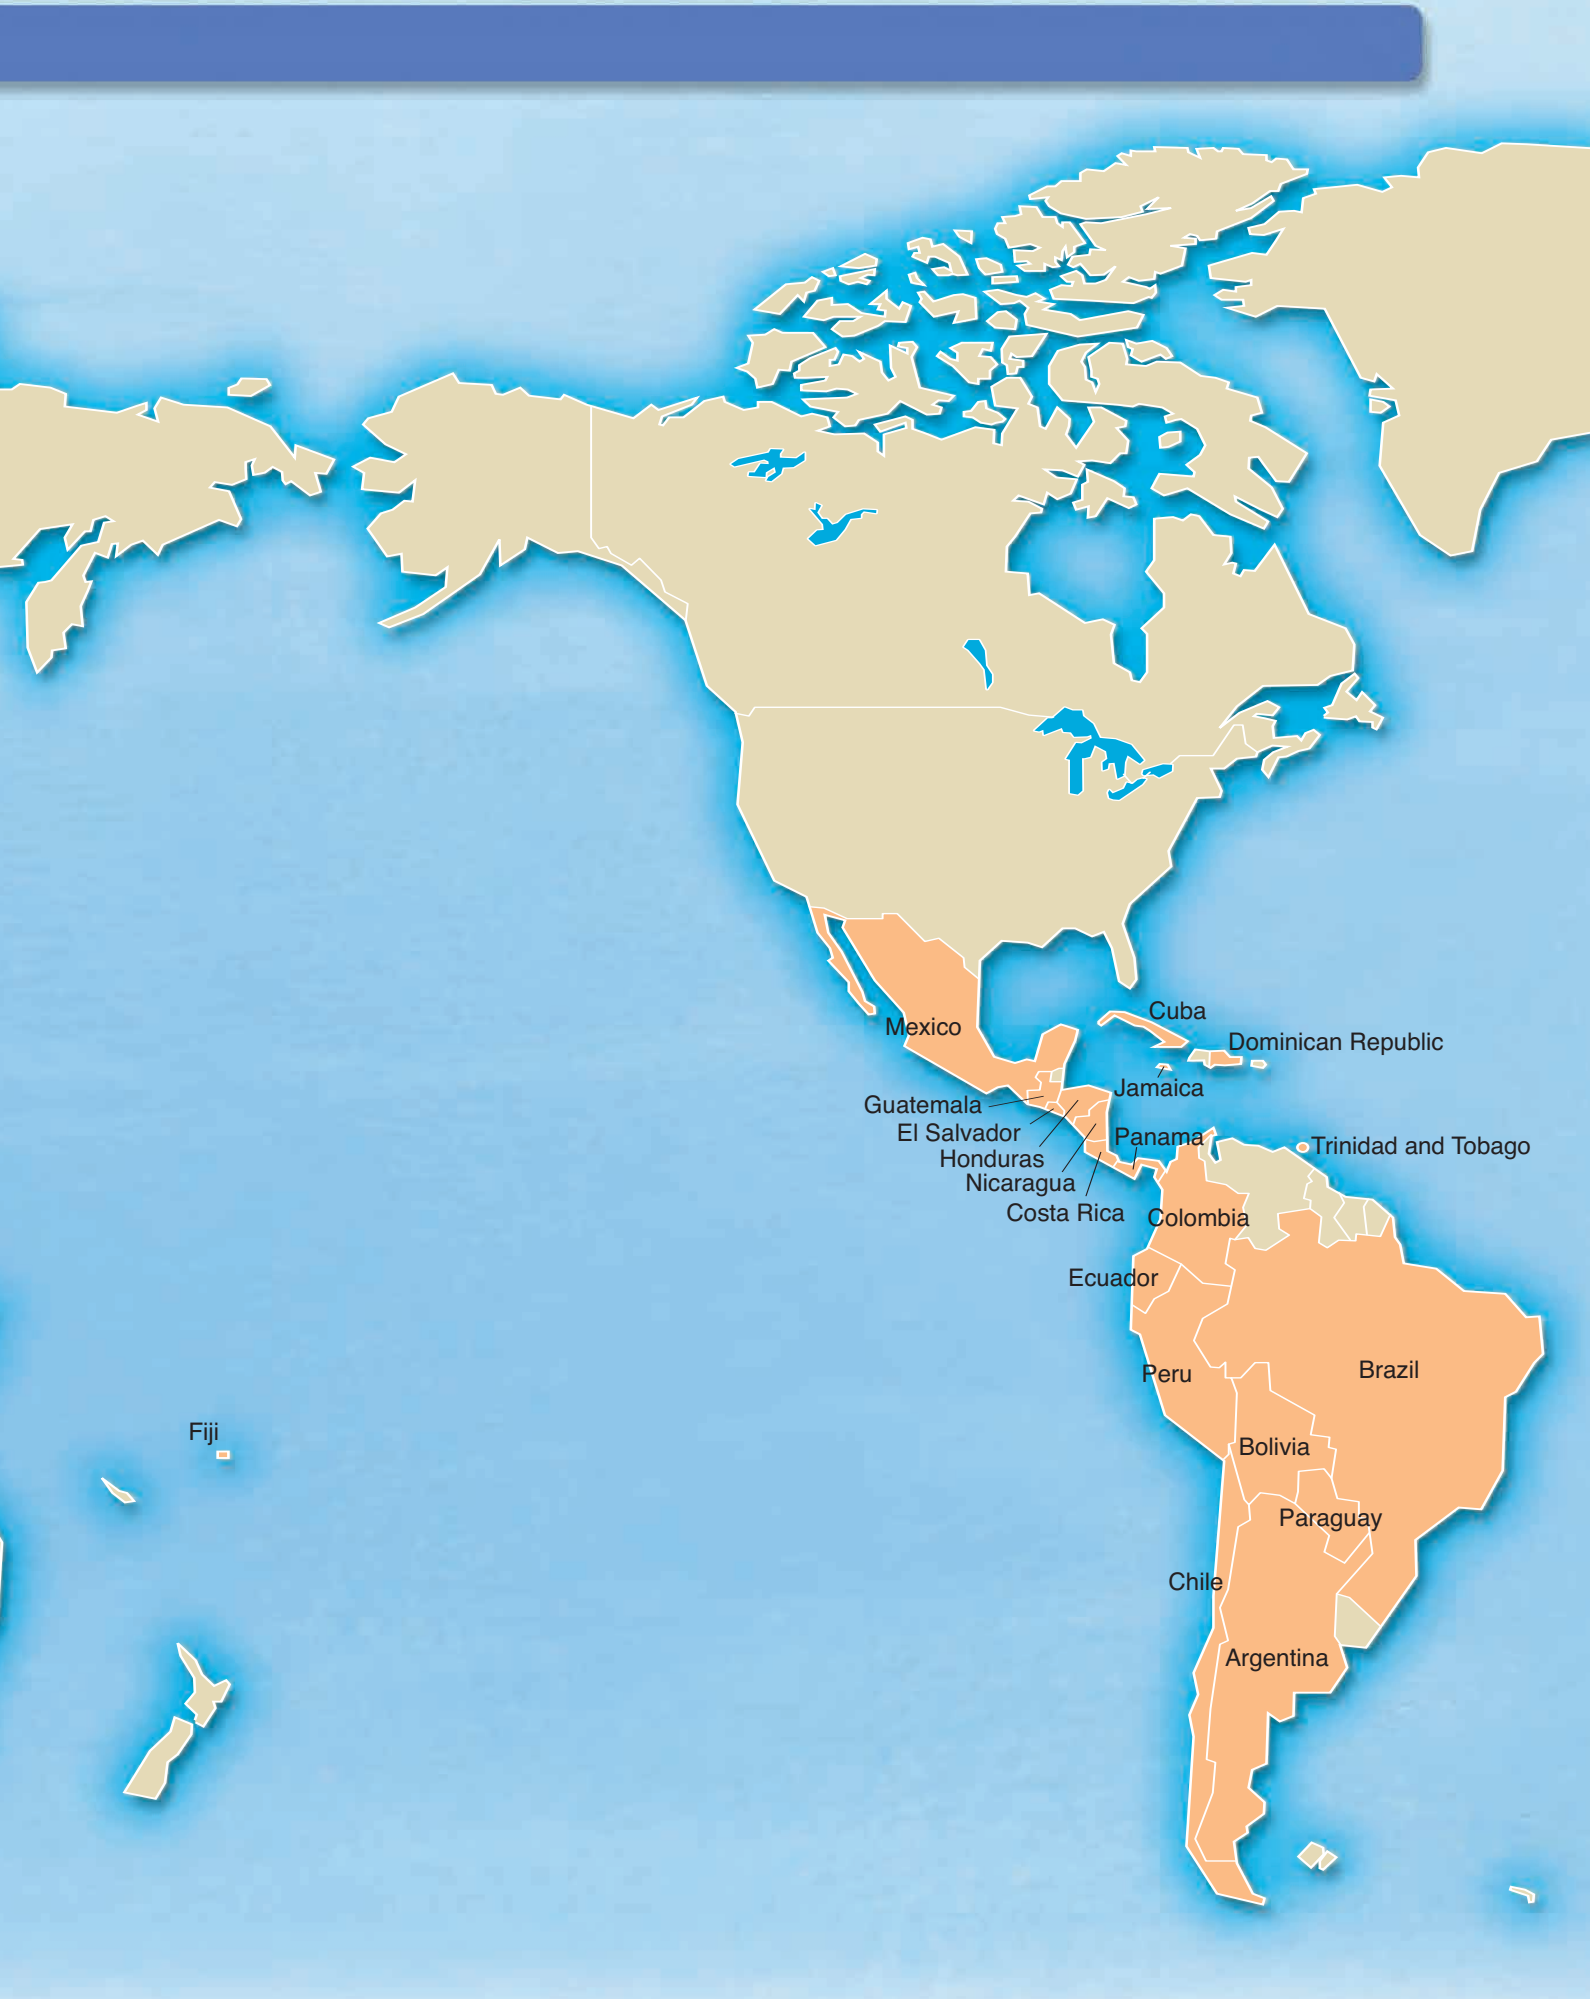 Cuba
Mexico
Dominican Republic
Jamaica
Guatemala
El Salvador
Panama
Trinidad and Tobago
Honduras
Nicaragua
Costa Rica
Colombia
Ecuador
Peru
Brazil
Fiji
Bolivia
Paraguay
Chile
Argentina